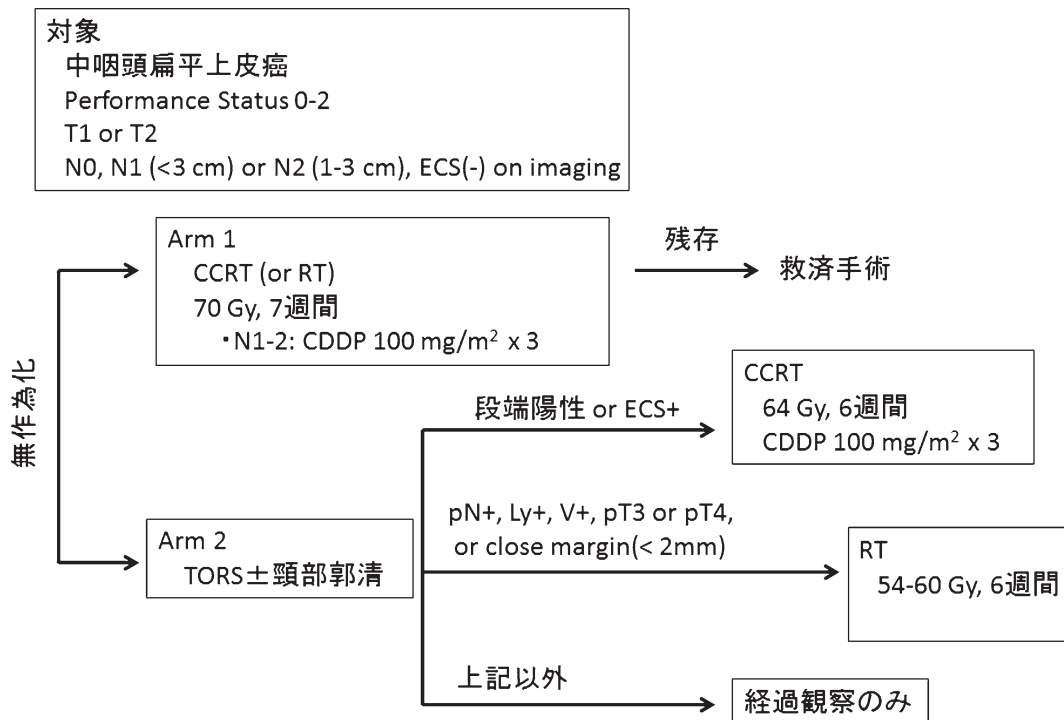 対象
中咽頭扁平上皮癌
Performance Status 0-2
T1 or T2
N0, N1 (<3 cm) or N2 (1-3 cm), ECS(-) on imaging
無作為化
Arm 1
CCRT (or RT)
70 Gy, 7週間
・N1-2: CDDP 100 mg/m² x 3
残存
救済手術
Arm 2
TORS±頸部郭清
段端陽性 or ECS+
CCRT
64 Gy, 6週間
CDDP 100 mg/m² x 3
pN+, Ly+, V+, pT3 or pT4,
or close margin(< 2mm)
RT
54-60 Gy, 6週間
上記以外
経過観察のみ